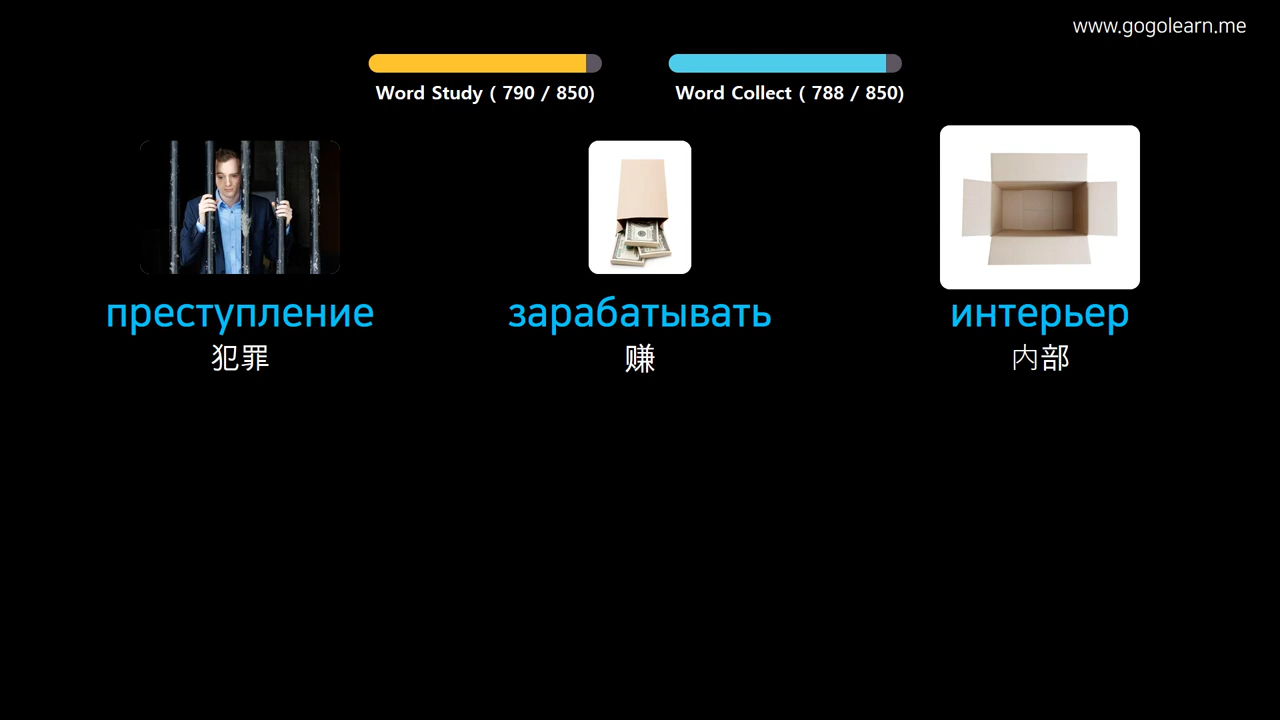 www.gogolearn.me
Word Study ( 790 / 850)
Word Collect ( 788 / 850)
преступление
犯罪
зарабатывать
赚
интерьер
内部